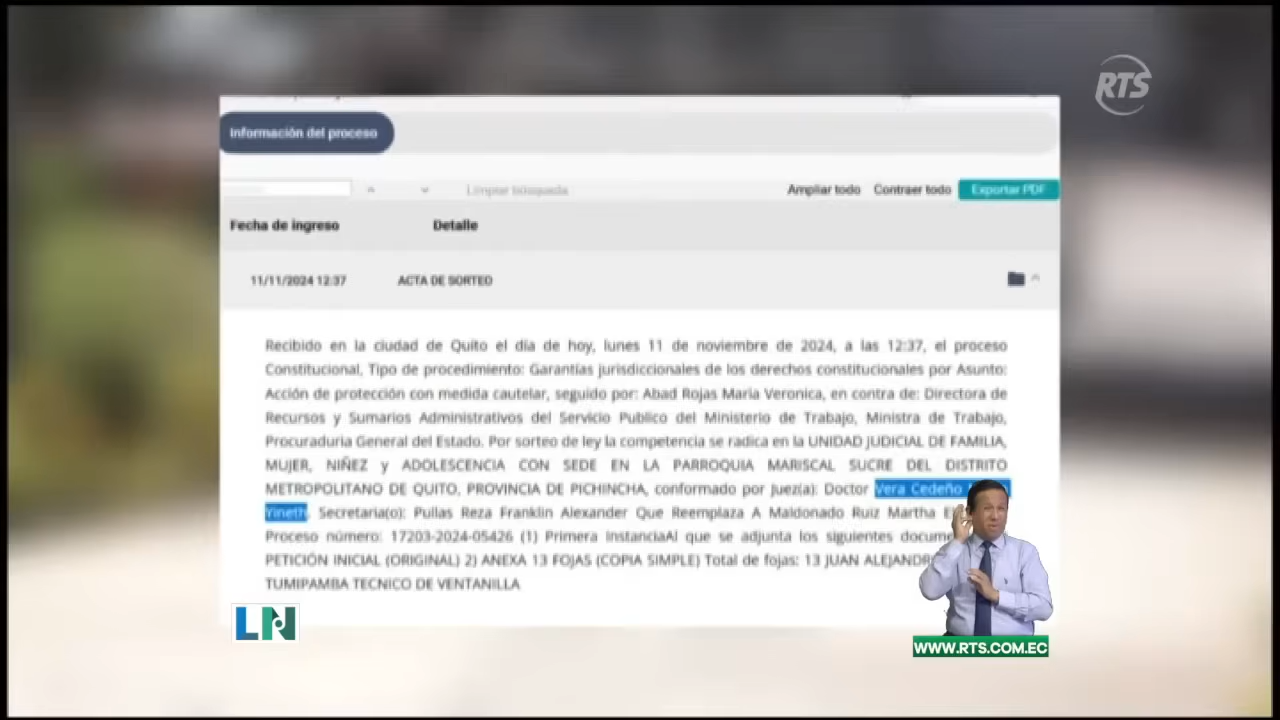 RTS
Información del proceso
Limpiar búsqueda
Ampliar todo Contraer todo Exportar PDF
Fecha de ingreso Detalle
11/11/2024 12:37 ACTA DE SORTEO
Recibido en la ciudad de Quito el día de hoy, lunes 11 de noviembre de 2024, a las 12:37, el proceso
Constitucional, Tipo de procedimiento: Garantías jurisdiccionales de los derechos constitucionales por Asunto:
Acción de protección con medida cautelar, seguido por: Abad Rojas Maria Veronica, en contra de: Directora de
Recursos y Sumarios Administrativos del Servicio Publico del Ministerio de Trabajo, Ministra de Trabajo,
Procuraduria General del Estado. Por sorteo de ley la competencia se radica en la UNIDAD JUDICIAL DE FAMILIA,
MUJER, NIÑEZ y ADOLESCENCIA CON SEDE EN LA PARROQUIA MARISCAL SUCRE DEL DISTRITO
METROPOLITANO DE QUITO, PROVINCIA DE PICHINCHA, conformado por Juez(a): Doctor Vera Cedeño
Yineth. Secretaria(o): Pullas Reza Franklin Alexander Que Reemplaza A Maldonado Ruiz Martha
Proceso número: 17203-2024-05426 (1) Primera InstanciaAl que se adjunta los siguientes
PETICIÓN INICIAL (ORIGINAL) 2) ANEXA 13 FOJAS (COPIA SIMPLE) Total de fojas: 13 JUAN
TUMIPAMBA TECNICO DE VENTANILLA
LN
WWW.RTS.COM.EC